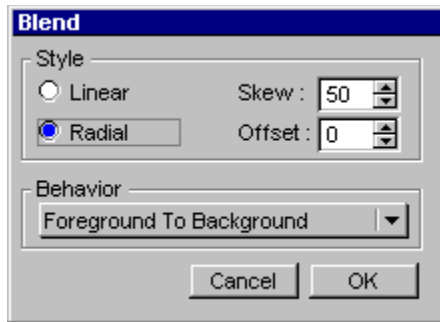 Blend
Style
Linear Skew : 50
Radial Offset : 0
Behavior
Foreground To Background
Cancel OK